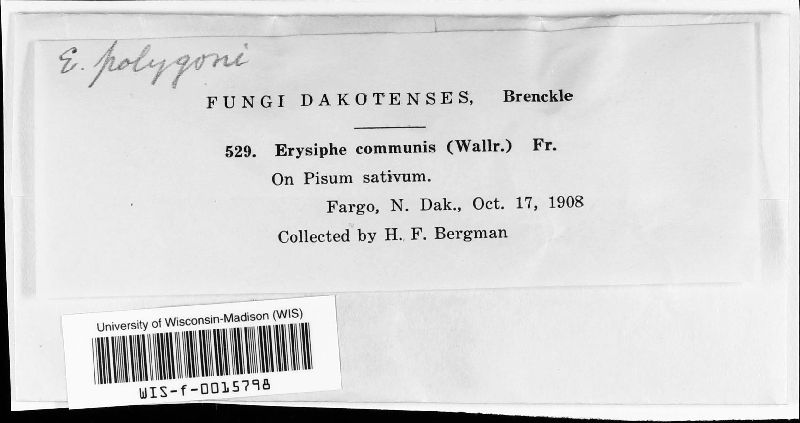 E. polygoni
FUNGI DAKOTENSES, Brenckle
529. Erysiphe communis (Wallr.) Fr.
On Pisum sativum.
Fargo, N. Dak., Oct. 17, 1908
Collected by H. F. Bergman
University of Wisconsin-Madison (WIS)
WIS-f-0015798